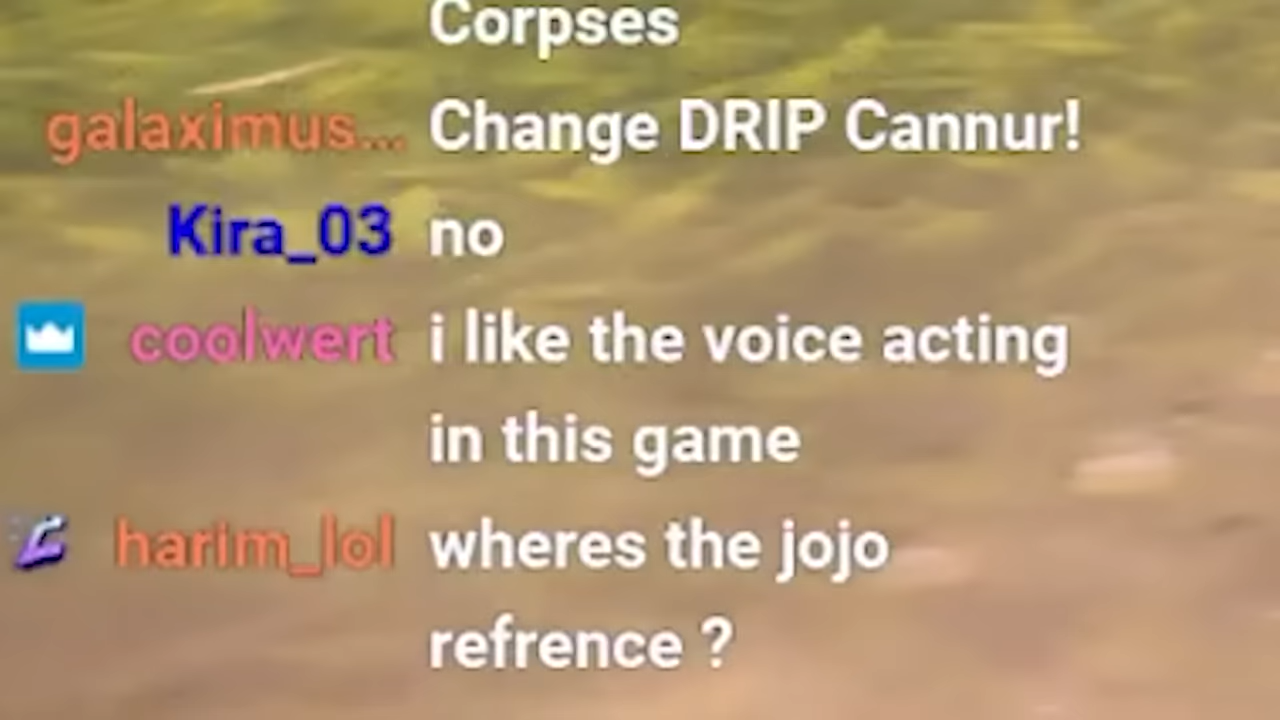 Corpses
galaximus... Change DRIP Cannur!
Kira_03 no
coolwert i like the voice acting
in this game
harim_lol wheres the jojo
refrence ?